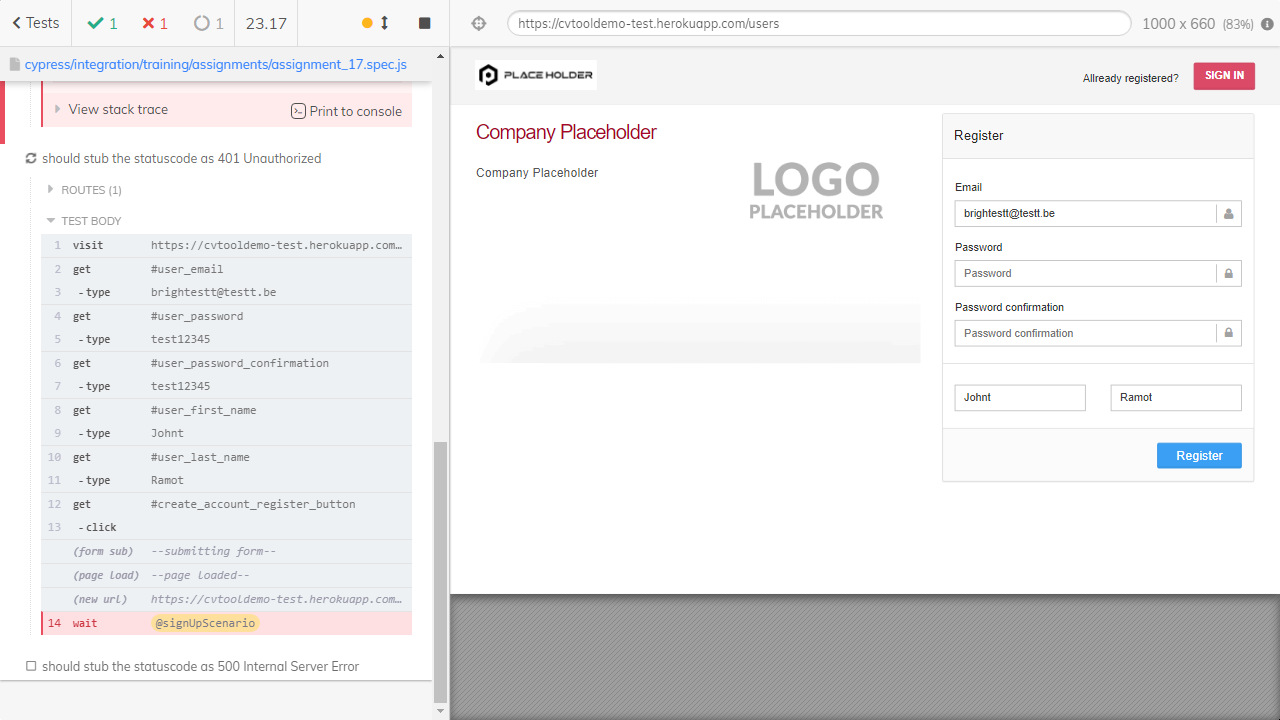 Tests
1
1
1
23.17
https://cvtooldemo-test.herokuapp.com/users
1000 x 660 (83%)
cypress/integration/training/assignments/assignment_17.spec.js
View stack trace
Print to console
should stub the statuscode as 401 Unauthorized
ROUTES (1)
TEST BODY
1 visit https://cvtooldemo-test.herokuapp.com…
2 get #user_email
3 -type brightestt@testt.be
4 get #user_password
5 -type test12345
6 get #user_password_confirmation
7 -type test12345
8 get #user_first_name
9 -type Johnt
10 get #user_last_name
11 -type Ramot
12 get #create_account_register_button
13 -click
(form sub) --submitting form--
(page load) --page loaded--
(new url) https://cvtooldemo-test.herokuapp.com…
14 wait @signUpScenario
should stub the statuscode as 500 Internal Server Error
PLACE HOLDER
Allready registered?
SIGN IN
Company Placeholder
Company Placeholder
LOGO
PLACEHOLDER
Register
Email
brightestt@testt.be
Password
Password
Password confirmation
Password confirmation
Johnt
Ramot
Register